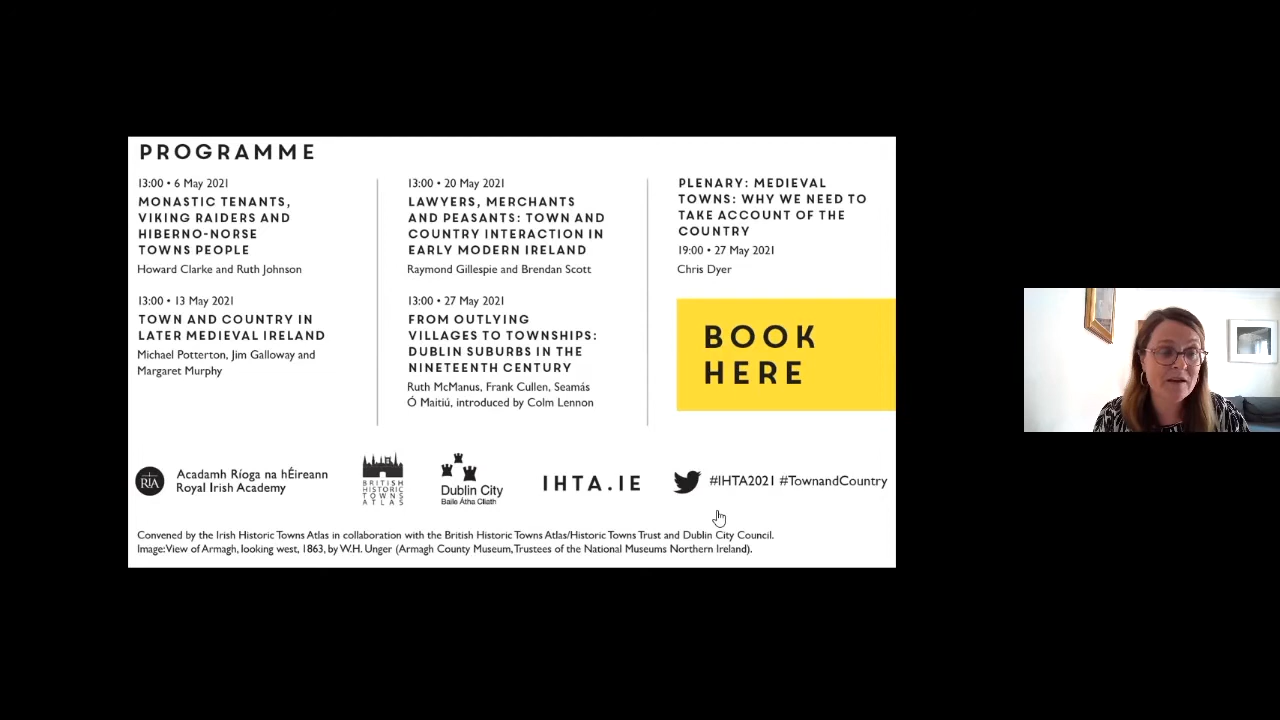 PROGRAMME
13:00 • 6 May 2021
MONASTIC TENANTS,
VIKING RAIDERS AND
HIBERNO-NORSE
TOWNS PEOPLE
Howard Clarke and Ruth Johnson
13:00 • 13 May 2021
TOWN AND COUNTRY IN
LATER MEDIEVAL IRELAND
Michael Potterton, Jim Galloway and
Margaret Murphy
13:00 • 20 May 2021
LAWYERS, MERCHANTS
AND PEASANTS: TOWN AND
COUNTRY INTERACTION IN
EARLY MODERN IRELAND
Raymond Gillespie and Brendan Scott
13:00 • 27 May 2021
FROM OUTLYING
VILLAGES TO TOWNSHIPS:
DUBLIN SUBURBS IN THE
NINETEENTH CENTURY
Ruth McManus, Frank Cullen, Seamás
Ó Maitiú, introduced by Colm Lennon
PLENARY: MEDIEVAL
TOWNS: WHY WE NEED TO
TAKE ACCOUNT OF THE
COUNTRY
19:00 • 27 May 2021
Chris Dyer
BOOK
HERE
RIA
Acadamh Ríoga na hÉireann
Royal Irish Academy
BRITISH
HISTORIC
TOWNS
ATLAS
Dublin City
Baile Átha Cliath
IHTA.IE
#IHTA2021 #TownandCountry
Convened by the Irish Historic Towns Atlas in collaboration with the British Historic Towns Atlas/Historic Towns Trust and Dublin City Council.
Image:View of Armagh, looking west, 1863, by W.H. Unger (Armagh County Museum, Trustees of the National Museums Northern Ireland).